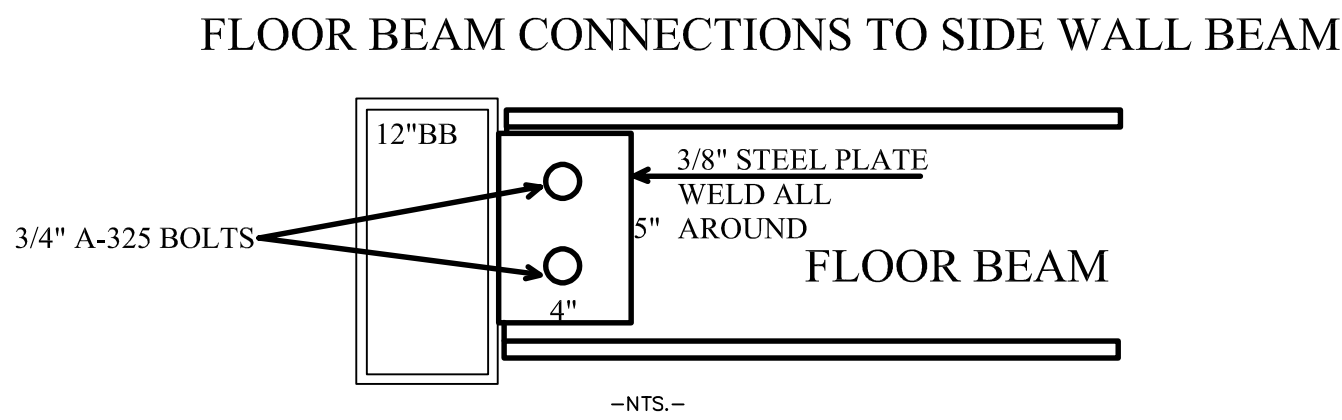 FLOOR BEAM CONNECTIONS TO SIDE WALL BEAM
12"BB
3/8" STEEL PLATE
WELD ALL
AROUND
5"
3/4" A-325 BOLTS
FLOOR BEAM
4"
–NTS.–